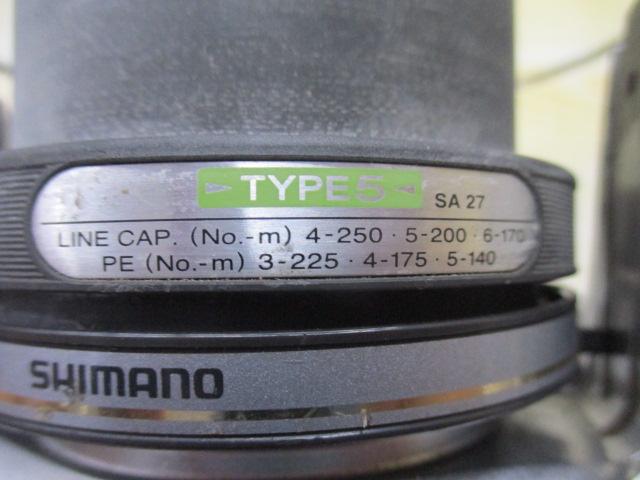 TYPE5 SA 27
LINE CAP. (No.-m) 4-250 · 5-200 · 6-170
PE (No.-m) 3-225 · 4-175 · 5-140
SHIMANO